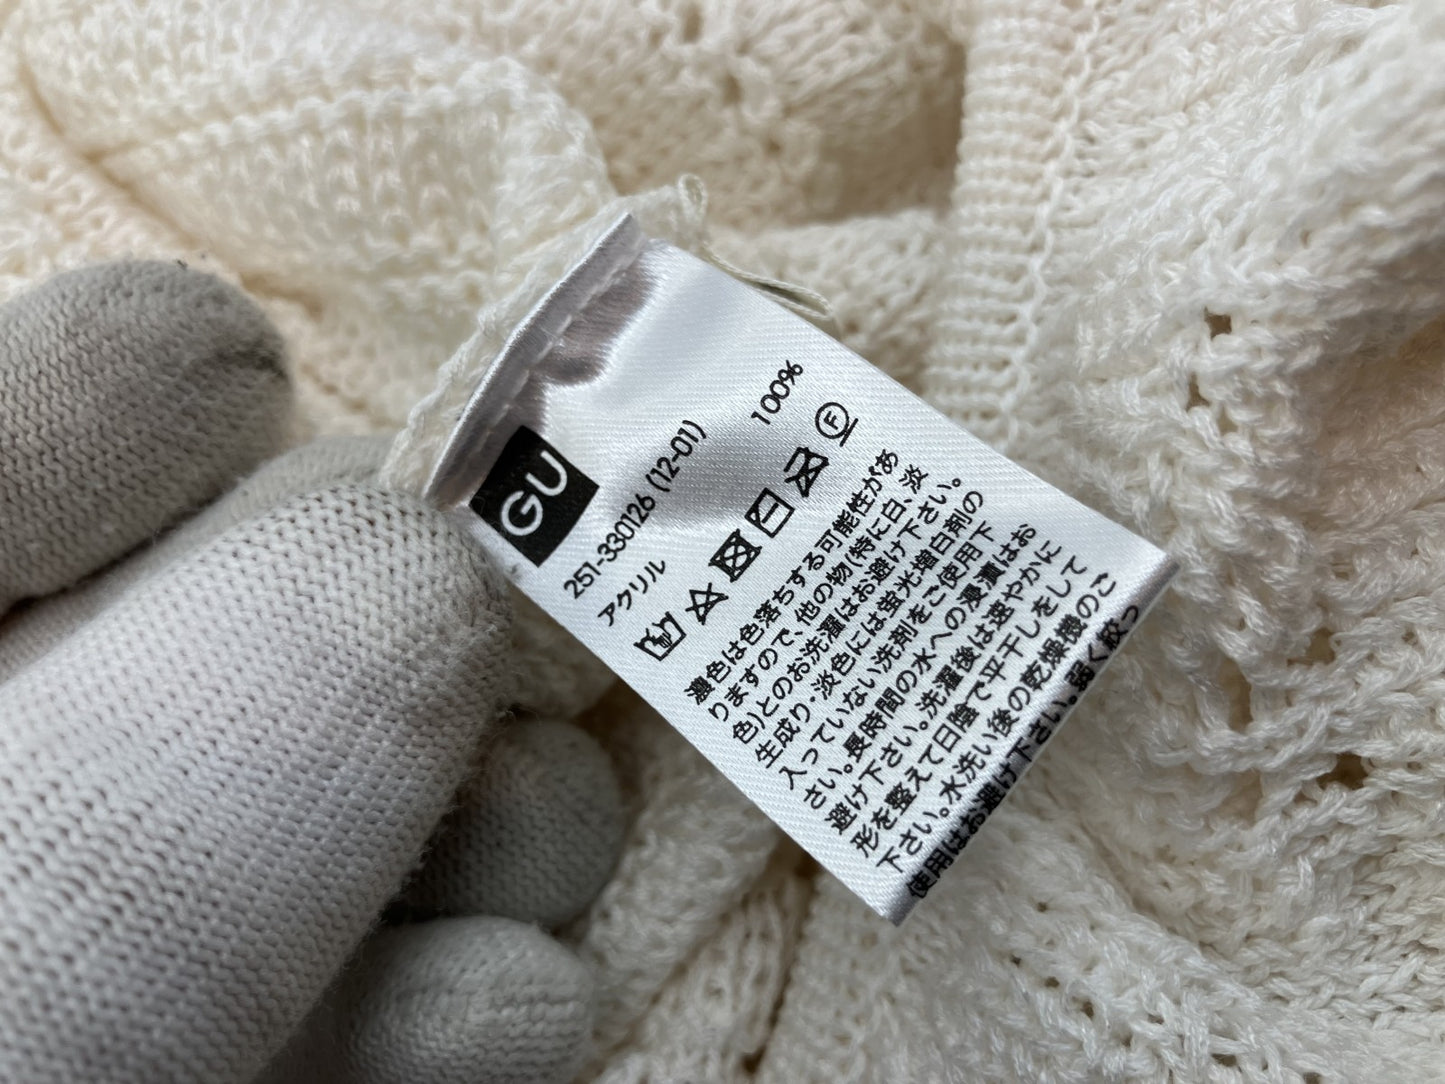 GU
251-330126 (12-01)
アクリル 100%
F
濃色は色落ちする可能性があ
りますので、他の物(特に白、淡
色)とのお洗濯はお避け下さい。
生成り・淡色には蛍光増白剤の
入っていない洗剤をご使用下
さい。長時間の水への浸漬はお
避け下さい。洗濯後は速やかに
形を整えて日陰で平干しをして
下さい。水洗い後の乾燥機のご
使用はお避け下さい。弱く絞っ